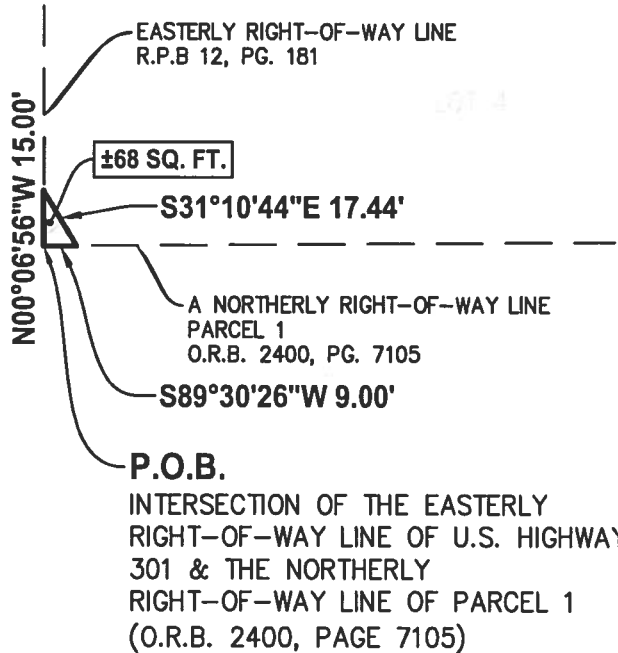 EASTERLY RIGHT-OF-WAY LINE
R.P.B 12, PG. 181
N00°06'56"W 15.00'
±68 SQ. FT.
S31°10'44"E 17.44'
A NORTHERLY RIGHT-OF-WAY LINE
PARCEL 1
O.R.B. 2400, PG. 7105
S89°30'26"W 9.00'
P.O.B.
INTERSECTION OF THE EASTERLY
RIGHT-OF-WAY LINE OF U.S. HIGHWAY
301 & THE NORTHERLY
RIGHT-OF-WAY LINE OF PARCEL 1
(O.R.B. 2400, PAGE 7105)